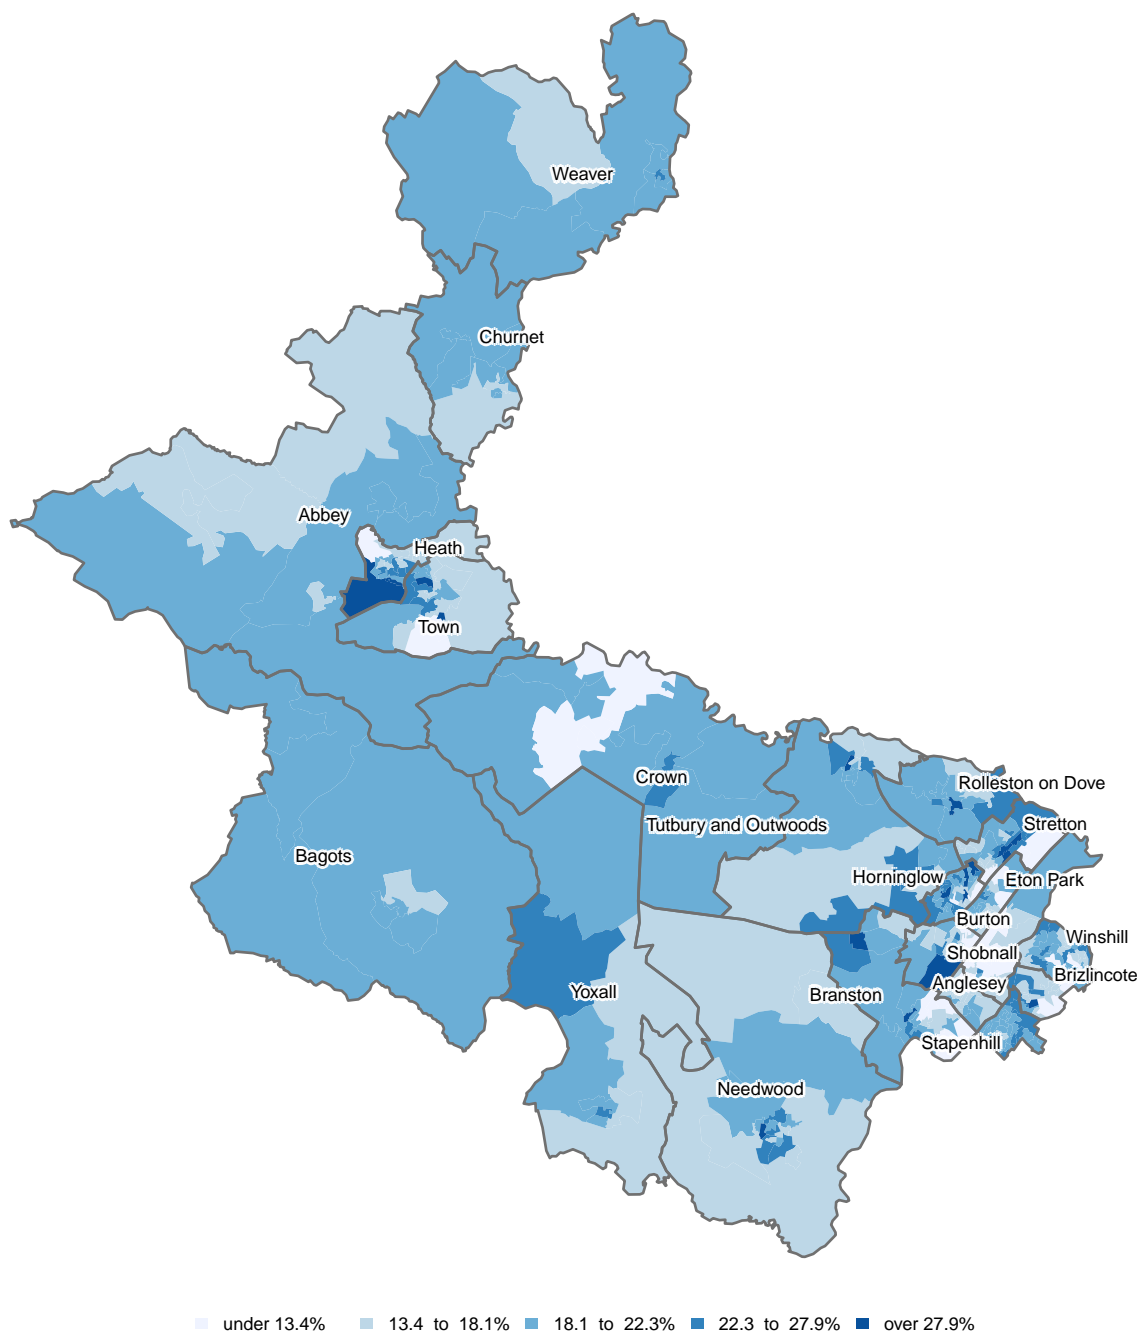 Weaver
Churnet
Abbey
Heath
Town
Crown
Rolleston on Dove
Tutbury and Outwoods
Stretton
Bagots
Horninglow
Eton Park
Burton
Winshill
Shobnall
Brizlincote
Anglesey
Yoxall
Branston
Stapenhill
Needwood
under 13.4% 13.4 to 18.1% 18.1 to 22.3% 22.3 to 27.9% over 27.9%